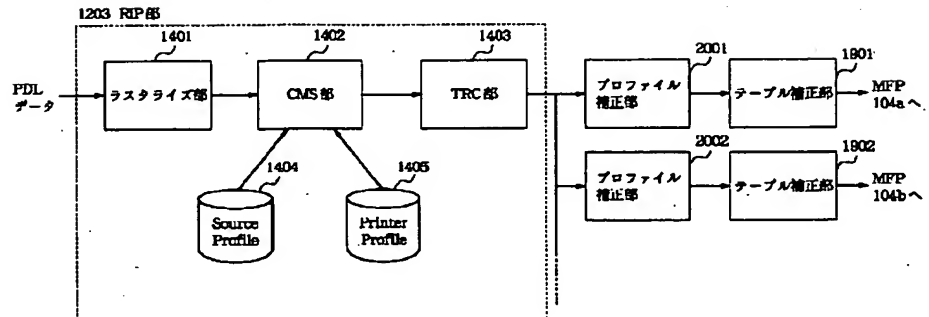 1203 RIP部
1401
1402
1403
2001
1901
PDL
データ
ラスタライズ部
CMS部
TRC部
プロファイル
補正部
テーブル補正部
MFP
104aへ
1404
1405
Source
Profile
Printer
Profile
2002
1902
プロファイル
補正部
テーブル補正部
MFP
104bへ